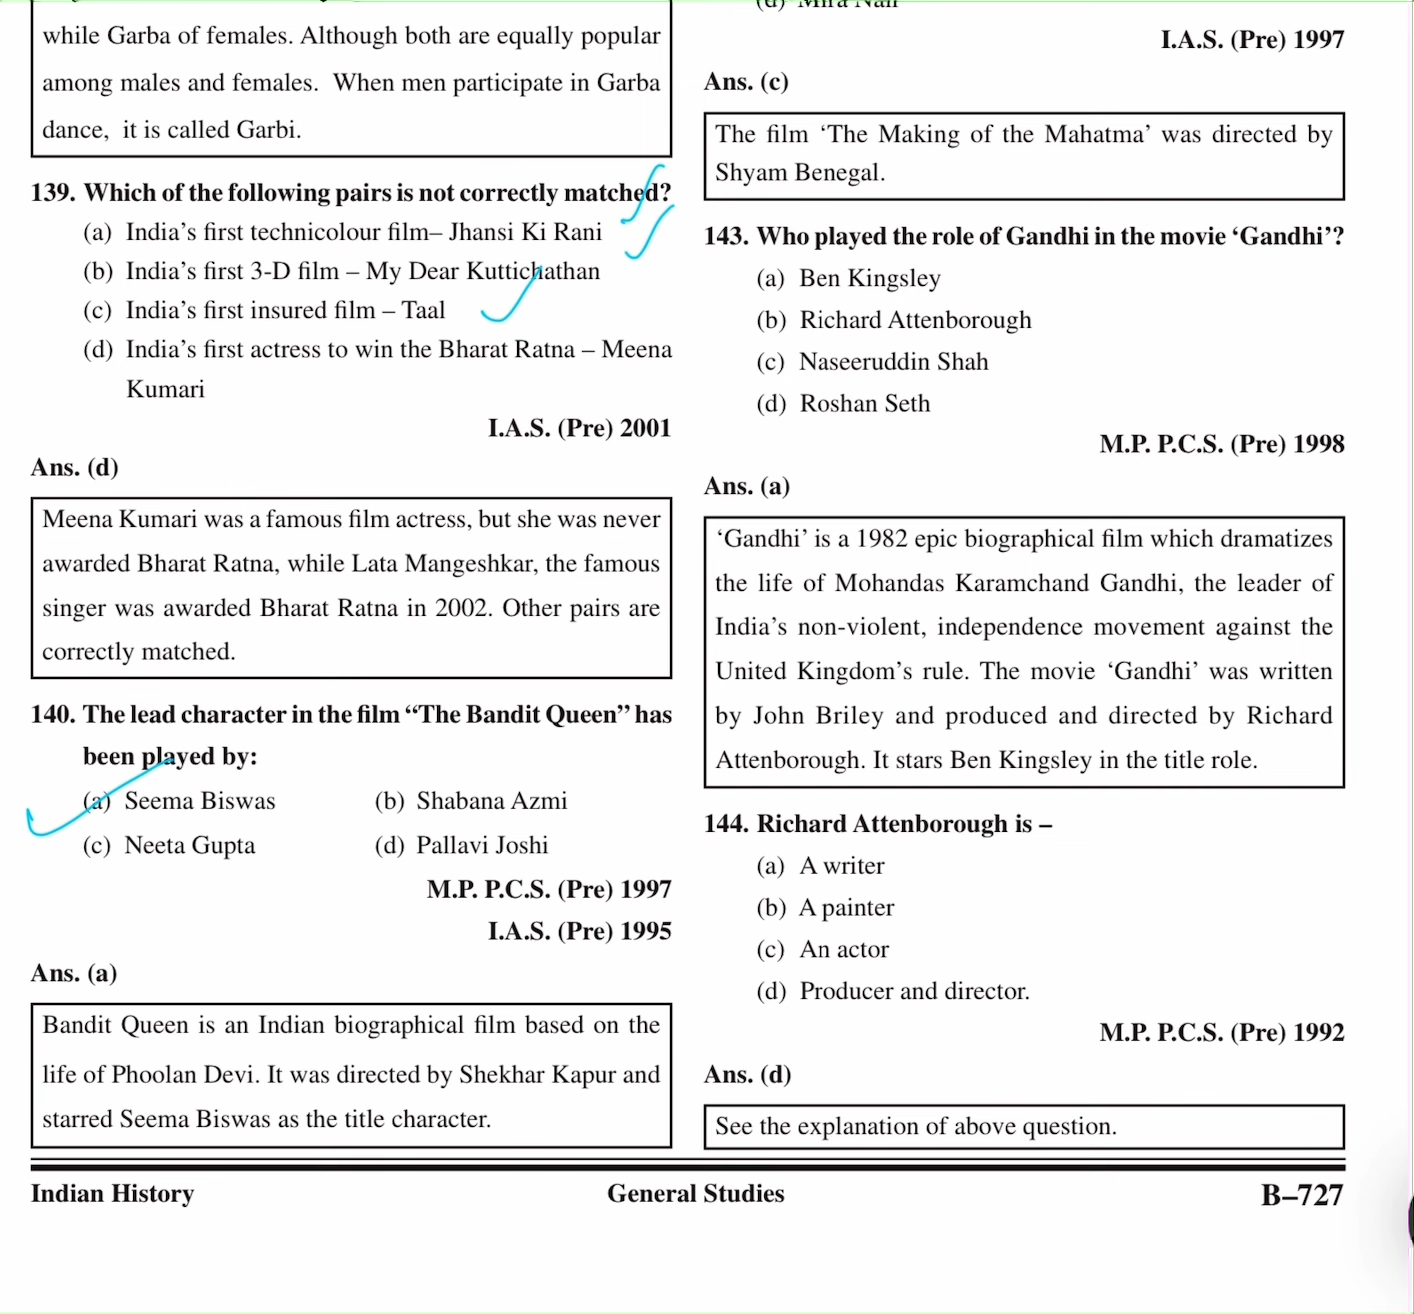 while Garba of females. Although both are equally popular
among males and females. When men participate in Garba
dance, it is called Garbi.
139. Which of the following pairs is not correctly matched?
(a) India's first technicolour film– Jhansi Ki Rani
(b) India's first 3-D film – My Dear Kuttichathan
(c) India's first insured film – Taal
(d) India's first actress to win the Bharat Ratna – Meena
Kumari
I.A.S. (Pre) 2001
Ans. (d)
Meena Kumari was a famous film actress, but she was never
awarded Bharat Ratna, while Lata Mangeshkar, the famous
singer was awarded Bharat Ratna in 2002. Other pairs are
correctly matched.
140. The lead character in the film “The Bandit Queen” has
been played by:
(a) Seema Biswas (b) Shabana Azmi
(c) Neeta Gupta (d) Pallavi Joshi
M.P. P.C.S. (Pre) 1997
I.A.S. (Pre) 1995
Ans. (a)
Bandit Queen is an Indian biographical film based on the
life of Phoolan Devi. It was directed by Shekhar Kapur and
starred Seema Biswas as the title character.
(d) Mira Nair
I.A.S. (Pre) 1997
Ans. (c)
The film ‘The Making of the Mahatma’ was directed by
Shyam Benegal.
143. Who played the role of Gandhi in the movie ‘Gandhi’?
(a) Ben Kingsley
(b) Richard Attenborough
(c) Naseeruddin Shah
(d) Roshan Seth
M.P. P.C.S. (Pre) 1998
Ans. (a)
‘Gandhi’ is a 1982 epic biographical film which dramatizes
the life of Mohandas Karamchand Gandhi, the leader of
India's non-violent, independence movement against the
United Kingdom's rule. The movie ‘Gandhi’ was written
by John Briley and produced and directed by Richard
Attenborough. It stars Ben Kingsley in the title role.
144. Richard Attenborough is –
(a) A writer
(b) A painter
(c) An actor
(d) Producer and director.
M.P. P.C.S. (Pre) 1992
Ans. (d)
See the explanation of above question.
Indian History General Studies B–727